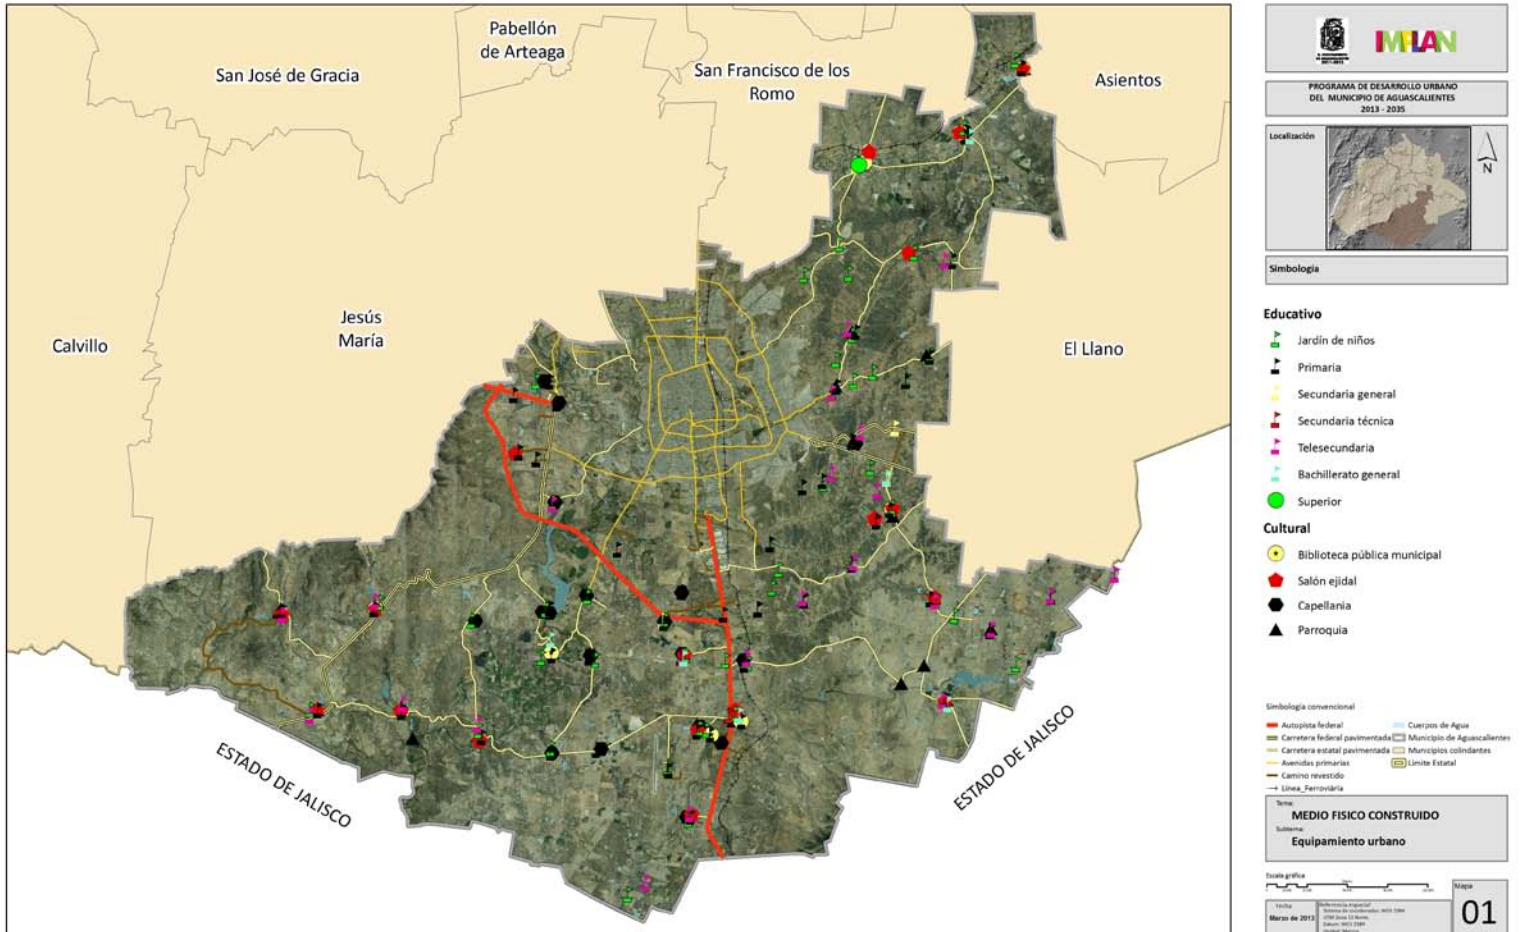 Pabellón
de Arteaga
San José de Gracia
San Francisco de los
Romo
Asientos
Jesús
María
Calvillo
El Llano
ESTADO DE JALISCO
ESTADO DE JALISCO
IMPLAN
PROGRAMA DE DESARROLLO URBANO
DEL MUNICIPIO DE AGUASCALIENTES
2013 - 2035
Localización
N
Simbología
Educativo
Jardín de niños
Primaria
Secundaria general
Secundaria técnica
Telesecundaria
Bachillerato general
Superior
Cultural
Biblioteca pública municipal
Salón ejidal
Capellania
Parroquia
Simbología convencional
Autopista federal
Carretera federal pavimentada
Carretera estatal pavimentada
Avenidas primarias
Camino revestido
Linea_Ferroviária
Cuerpos de Agua
Municipio de Aguascalientes
Municipios colindantes
Limite Estatal
Tema:
MEDIO FISICO CONSTRUIDO
Subtema:
Equipamiento urbano
Escala gráfica
Fecha
Marzo de 2013
Mapa
01